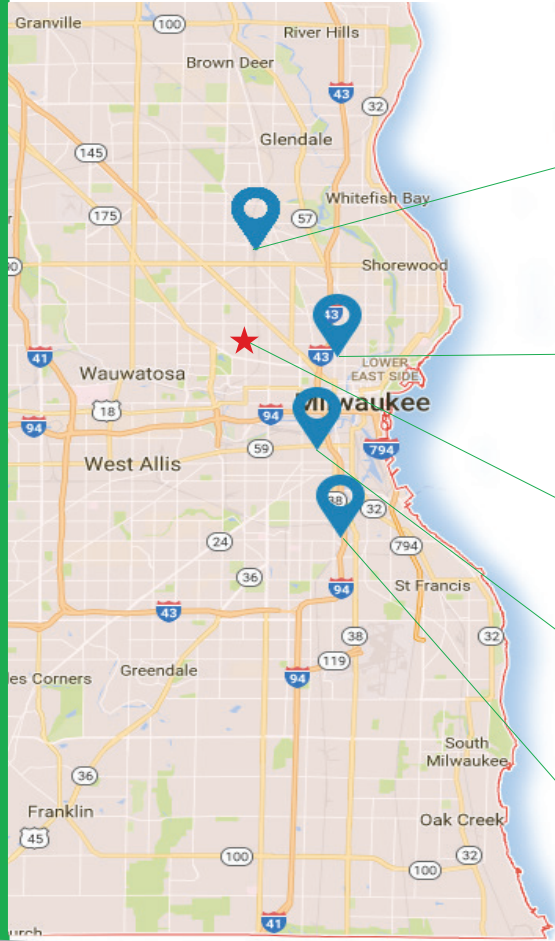 Granville
100
River Hills
Brown Deer
43
32
Glendale
145
Whitefish Bay
175
57
Shorewood
43
43
41
LOWER
EAST SIDE
Wauwatosa
18
94
94
Milwaukee
59
794
West Allis
38
32
24
794
36
94
St Francis
43
38
32
119
94
Greendale
es Corners
South
Milwaukee
36
Franklin
Oak Creek
45
100
32
100
41
urch